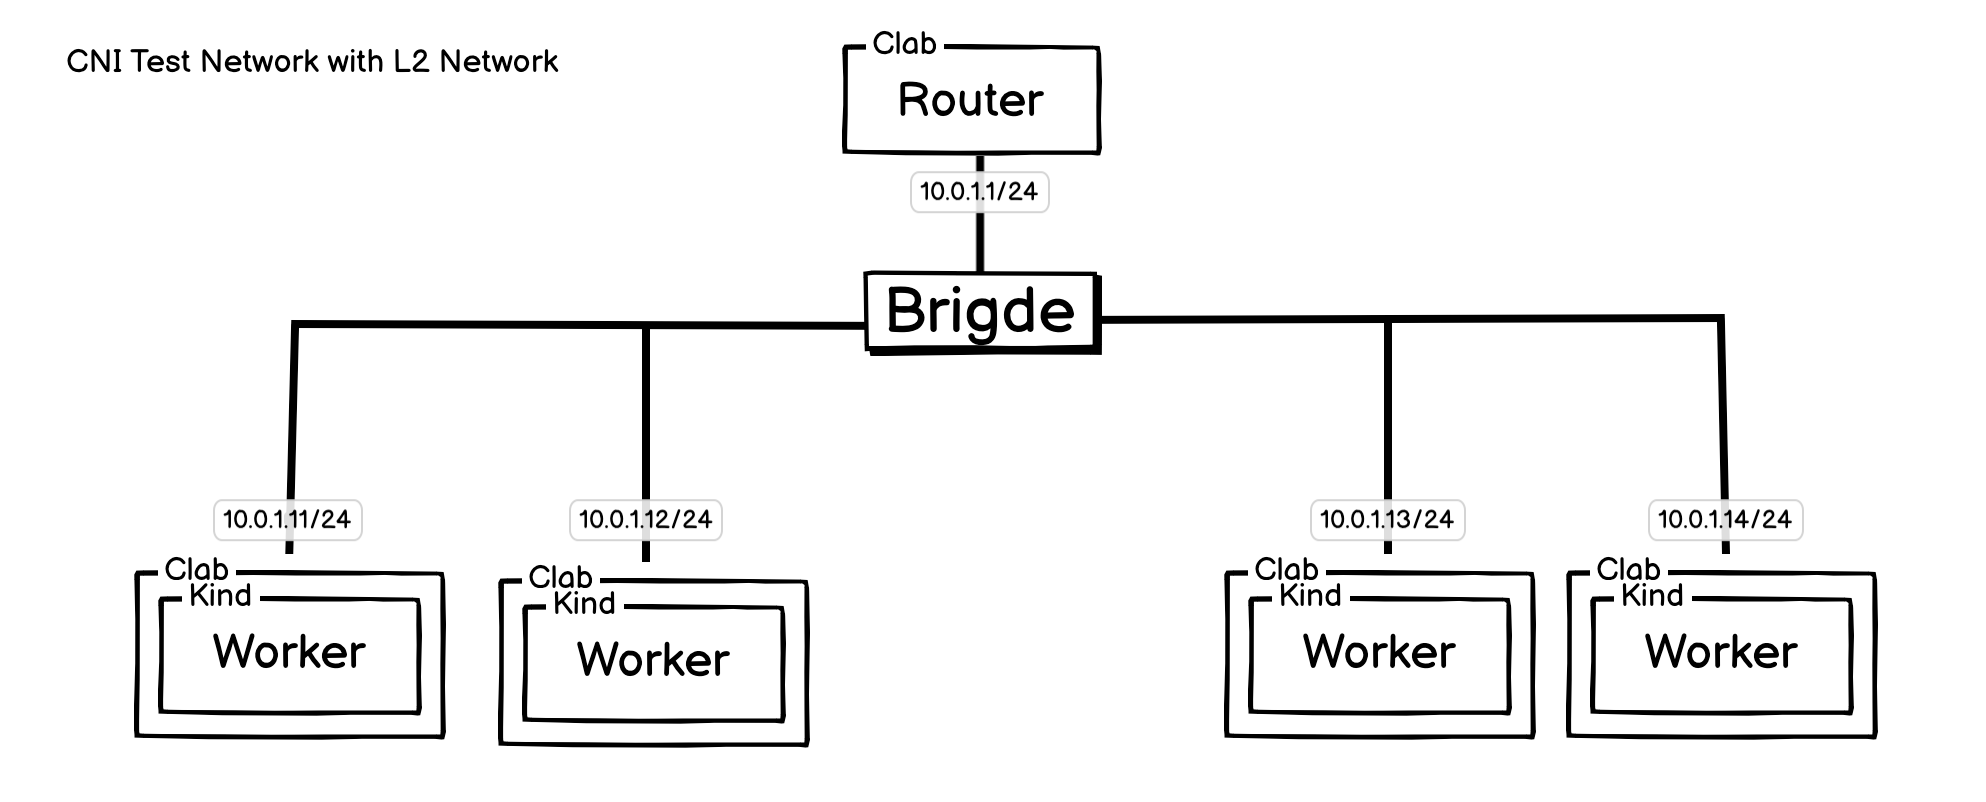 CNI Test Network with L2 Network
Clab
Router
10.0.1.1/24
Brigde
10.0.1.11/24
10.0.1.12/24
10.0.1.13/24
10.0.1.14/24
Clab
Kind
Worker
Clab
Kind
Worker
Clab
Kind
Worker
Clab
Kind
Worker